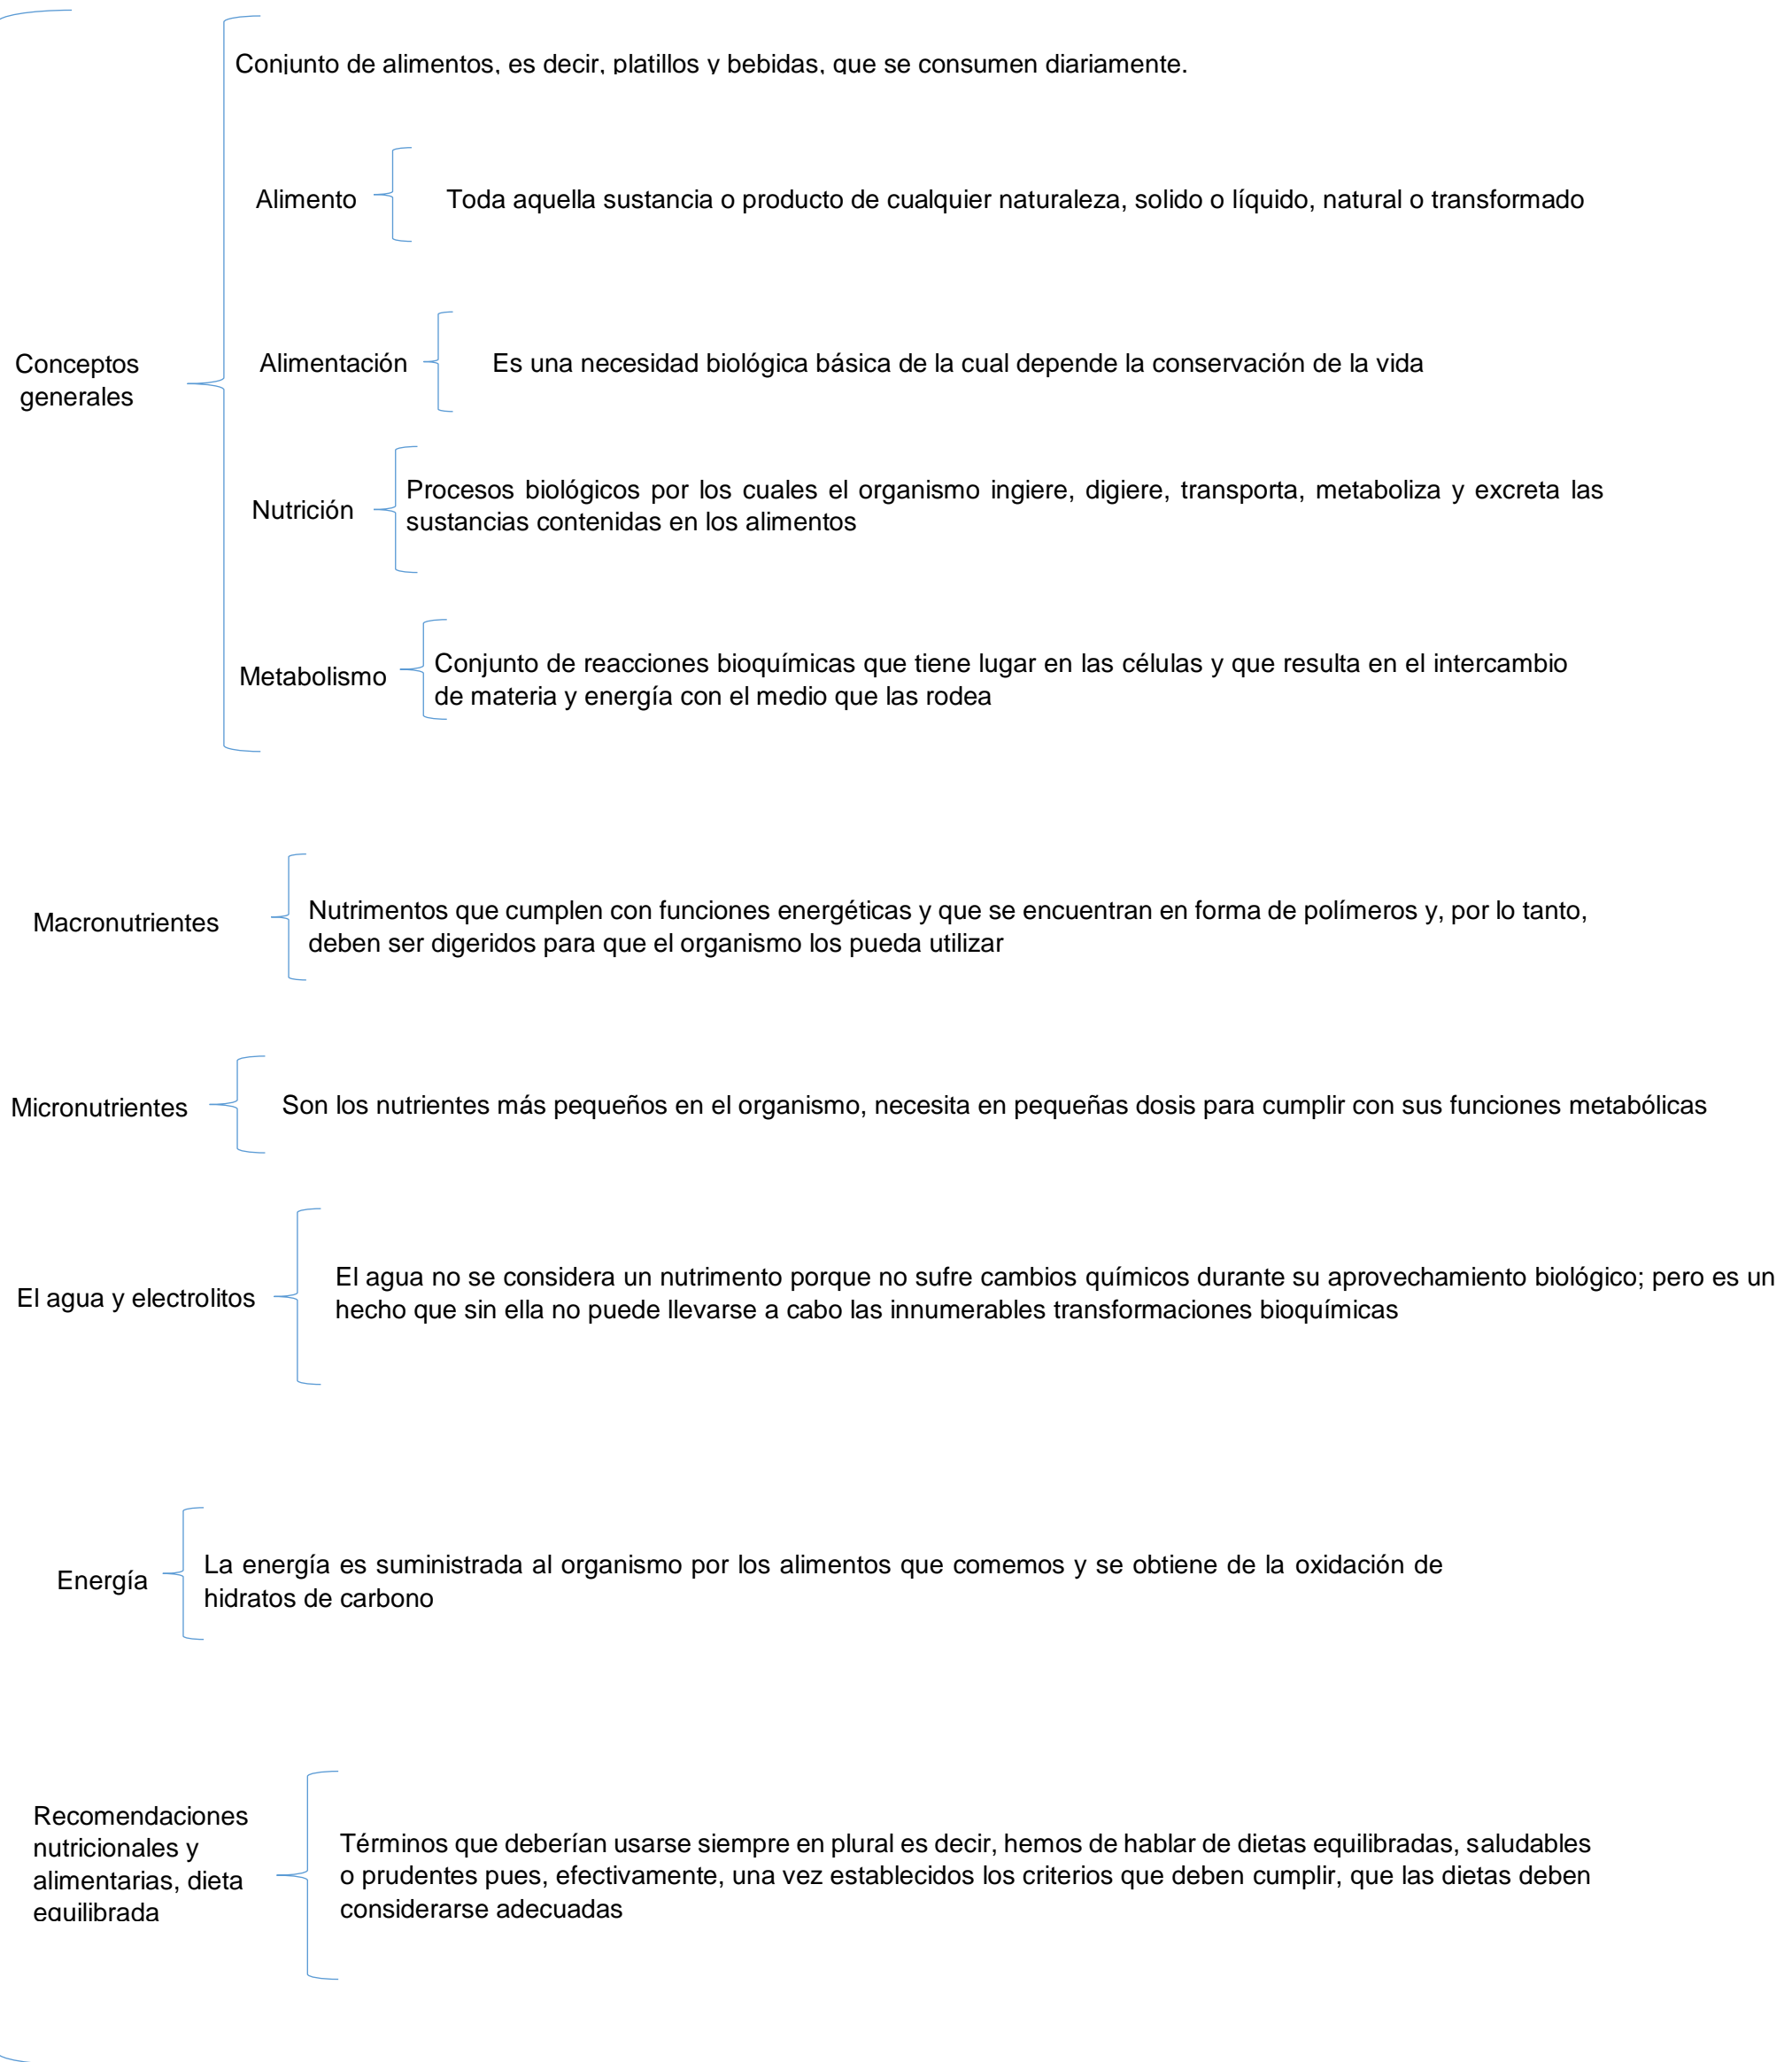 Conjunto de alimentos, es decir, platillos y bebidas, que se consumen diariamente.
Alimento
Toda aquella sustancia o producto de cualquier naturaleza, solido o líquido, natural o transformado
Conceptos
generales
Alimentación
Es una necesidad biológica básica de la cual depende la conservación de la vida
Nutrición
Procesos biológicos por los cuales el organismo ingiere, digiere, transporta, metaboliza y excreta las
sustancias contenidas en los alimentos
Metabolismo
Conjunto de reacciones bioquímicas que tiene lugar en las células y que resulta en el intercambio
de materia y energía con el medio que las rodea
Macronutrientes
Nutrimentos que cumplen con funciones energéticas y que se encuentran en forma de polímeros y, por lo tanto,
deben ser digeridos para que el organismo los pueda utilizar
Micronutrientes
Son los nutrientes más pequeños en el organismo, necesita en pequeñas dosis para cumplir con sus funciones metabólicas
El agua y electrolitos
El agua no se considera un nutrimento porque no sufre cambios químicos durante su aprovechamiento biológico; pero es un
hecho que sin ella no puede llevarse a cabo las innumerables transformaciones bioquímicas
Energía
La energía es suministrada al organismo por los alimentos que comemos y se obtiene de la oxidación de
hidratos de carbono
Recomendaciones
nutricionales y
alimentarias, dieta
equilibrada
Términos que deberían usarse siempre en plural es decir, hemos de hablar de dietas equilibradas, saludables
o prudentes pues, efectivamente, una vez establecidos los criterios que deben cumplir, que las dietas deben
considerarse adecuadas